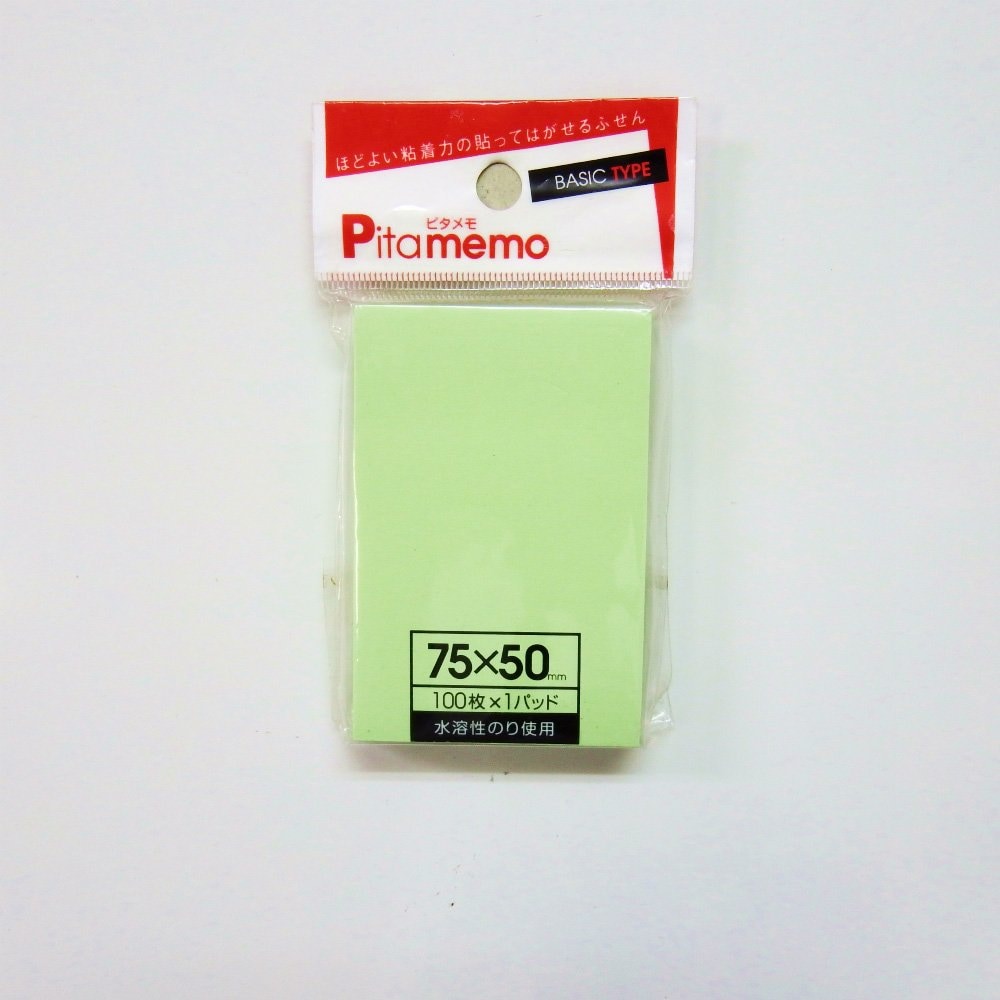 ほどよい粘着力の貼ってはがせるふせん
BASIC TYPE
ピタメモ
Pitamemo
75×50mm
100枚×1パッド
水溶性のり使用